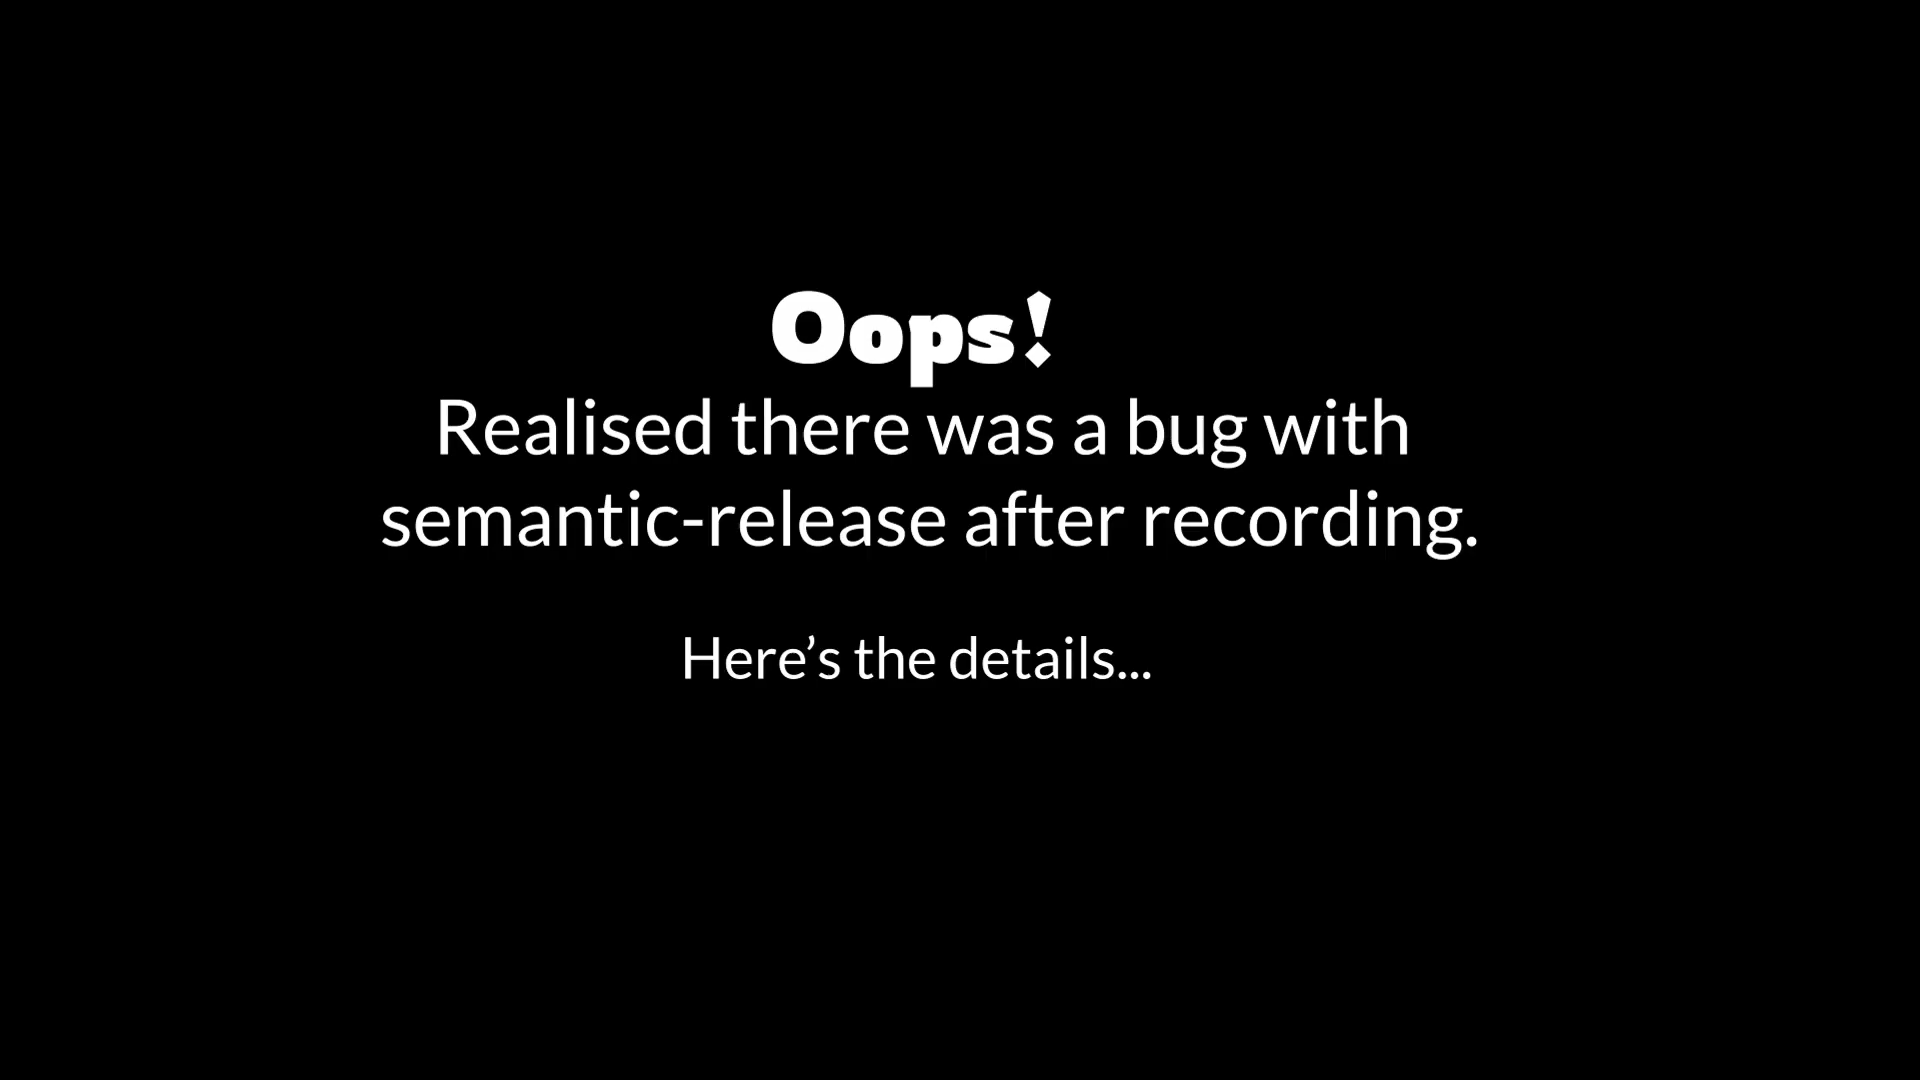 Oops!
Realised there was a bug with
semantic-release after recording.
Here’s the details...